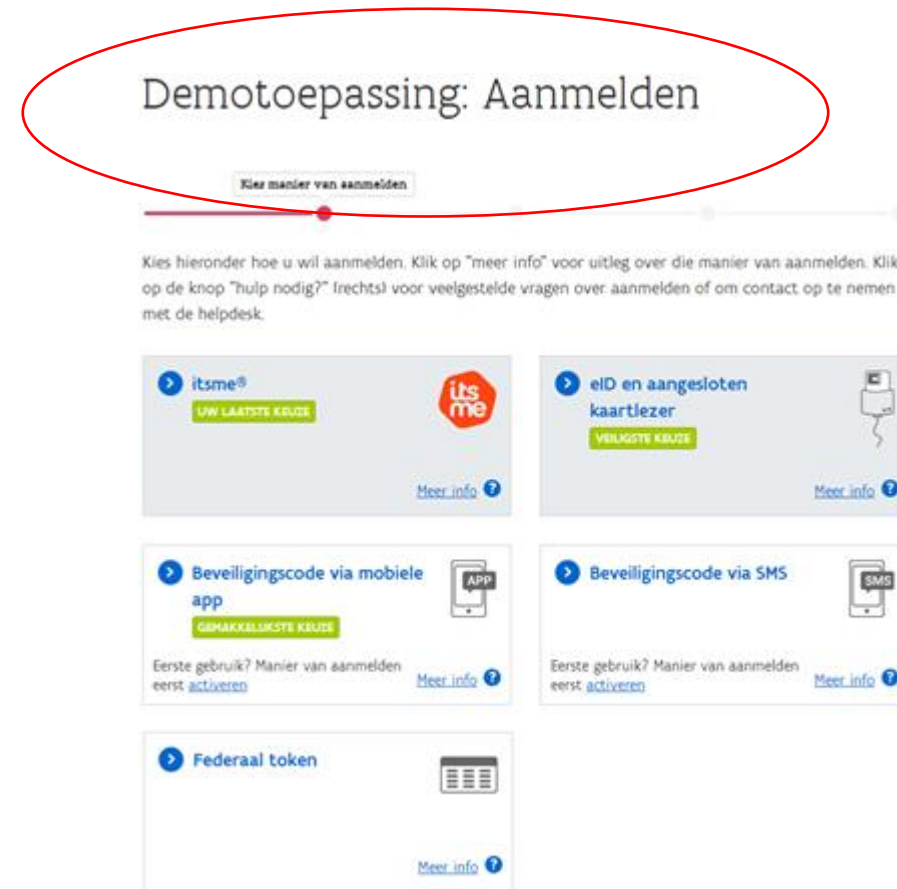 Demotoepassing: Aanmelden
Kies manier van aanmelden
Kies hieronder hoe u wil aanmelden. Klik op "meer info" voor uitleg over die manier van aanmelden. Klik
op de knop "hulp nodig?" (rechts) voor veelgestelde vragen over aanmelden of om contact op te nemen
met de helpdesk.
itsme®
UW LAATSTE KEUZE
its
me
Meer info ?
eID en aangesloten
kaartlezer
VEILIGSTE KEUZE
Meer info ?
Beveiligingscode via mobiele
app
GEMAKKELIJKSTE KEUZE
APP
Eerste gebruik? Manier van aanmelden
eerst activeren
Meer info ?
Beveiligingscode via SMS
SMS
Eerste gebruik? Manier van aanmelden
eerst activeren
Meer info ?
Federaal token
Meer info ?